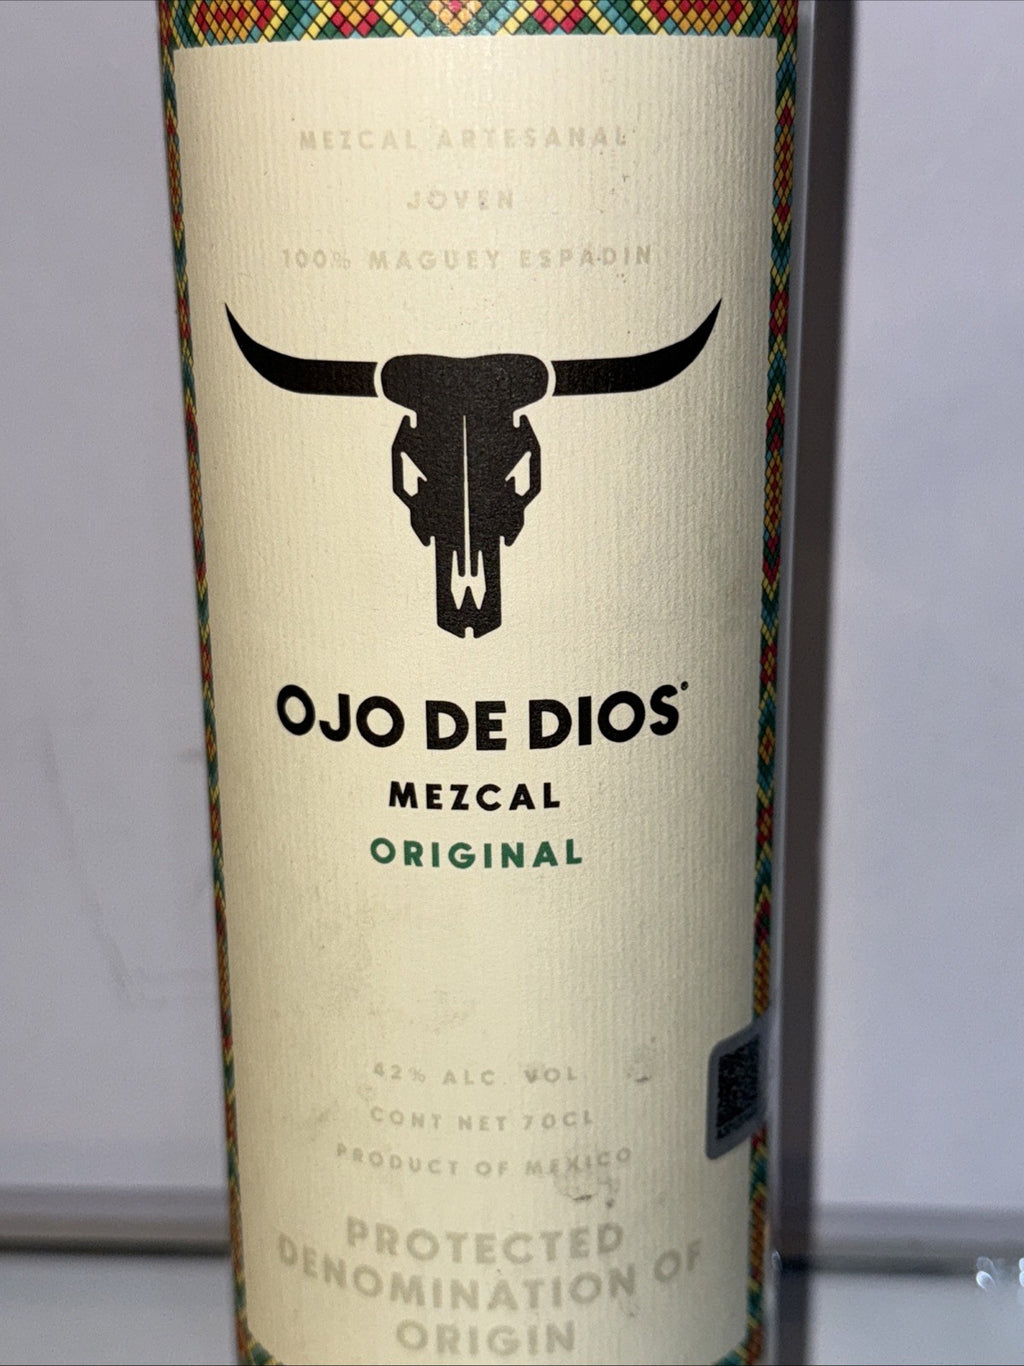 MEZCAL ARTESANAL
JOVEN
100% MAGUEY ESPADIN
OJO DE DIOS®
MEZCAL
ORIGINAL
42% ALC. VOL.
CONT NET 70CL
PRODUCT OF MEXICO
PROTECTED
DENOMINATION OF
ORIGIN